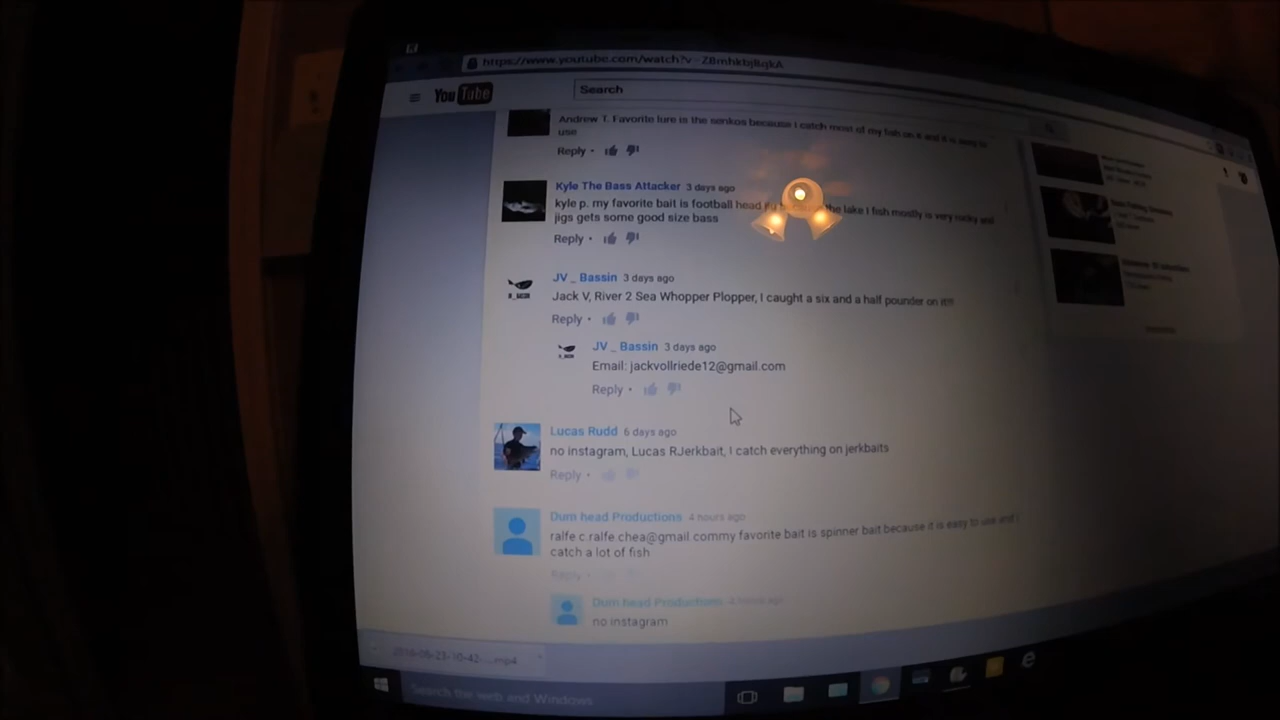 https://www.youtube.com/watch?v=
YouTube
Search
Andrew T. Favorite lure is the senkos because i catch most of my fish on it and it is easy to
use
Reply
Kyle The Bass Attacker 3 days ago
kyle p. my favorite bait is football head the lake I fish mostly is very rocky and
jigs gets some good size bass
Reply
JV _ Bassin 3 days ago
Jack V, River 2 Sea Whopper Plopper, I caught a six and a half pounder on it!!!
Reply
JV _ Bassin 3 days ago
Email: jackvollriede12@gmail.com
Reply
Lucas Rudd 6 days ago
no instagram, Lucas RJerkbait, I catch everything on jerkbaits
Reply
Dum head Productions 4 hours ago
ralfe.c.ralfe.chea@gmail.commy favorite bait is spinner bait because it is easy to use and i
catch a lot of fish
Reply
Dum head Productions 4 hours ago
no instagram
Search the web and Windows